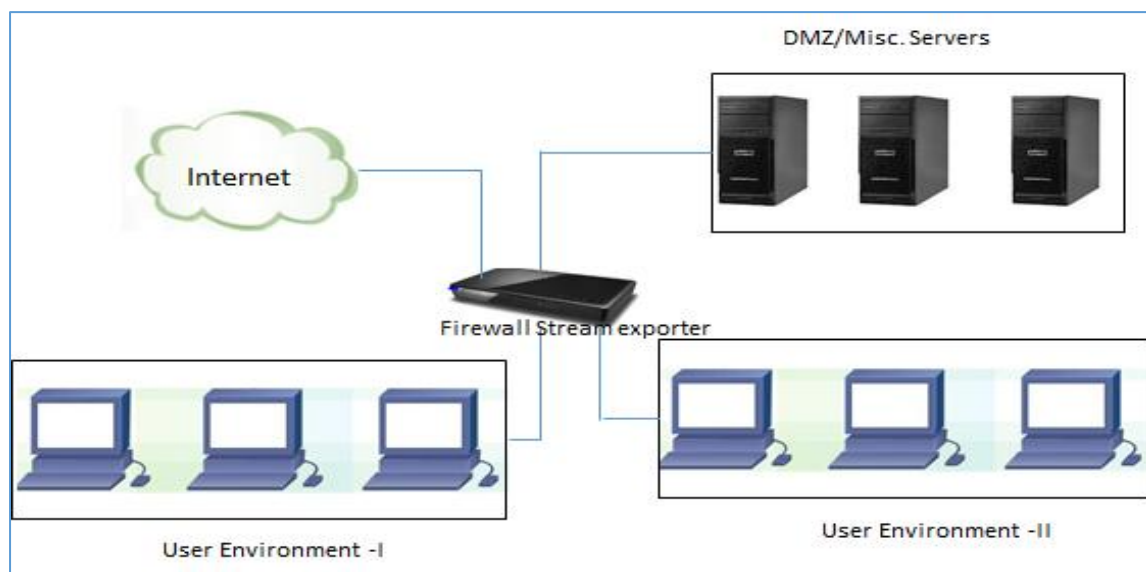 DMZ/Misc. Servers
Internet
Firewall Stream exporter
User Environment -I
User Environment -II